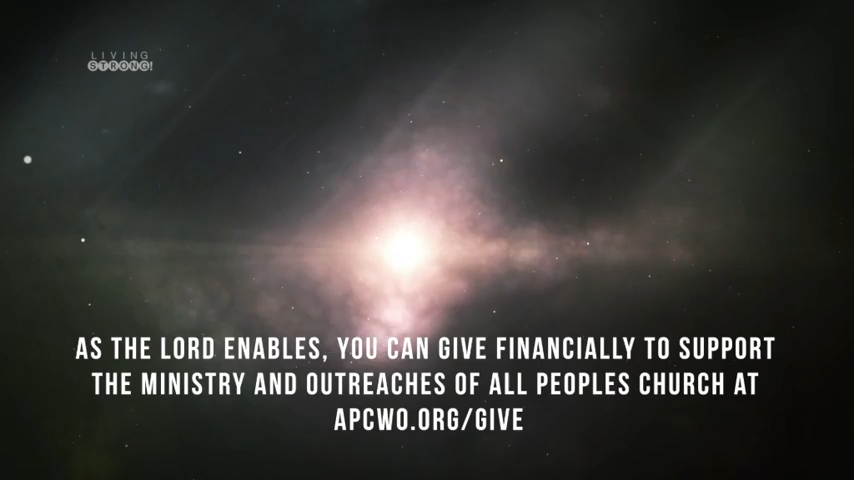 LIVING
STRONG!
AS THE LORD ENABLES, YOU CAN GIVE FINANCIALLY TO SUPPORT
THE MINISTRY AND OUTREACHES OF ALL PEOPLES CHURCH AT
APCWO.ORG/GIVE